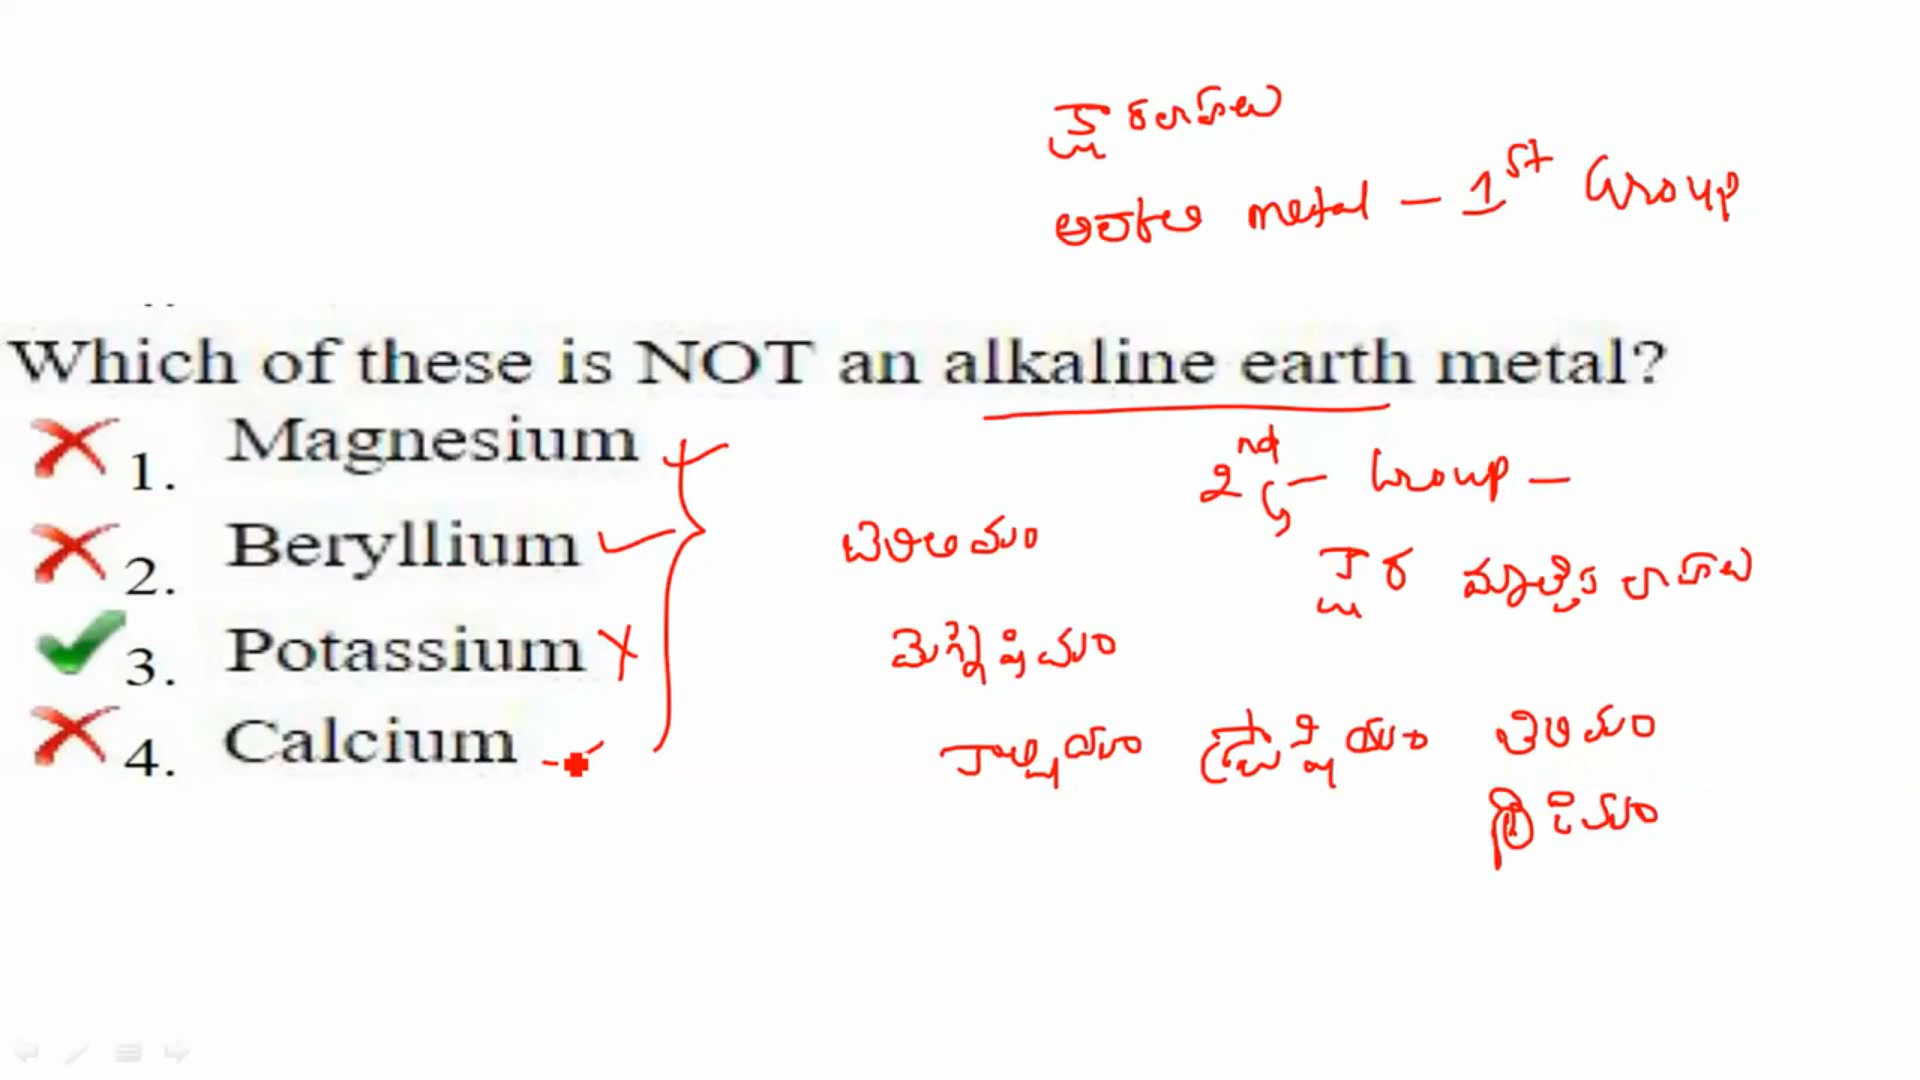 క్షారలోహాలు
ఆల్కలి metal – 1st Group
Which of these is NOT an alkaline earth metal?
1. Magnesium
2. Beryllium
3. Potassium
4. Calcium
2nd – Group –
క్షార మృత్తిక లోహాలు
బెరిలియం
మెగ్నీషియం
కాల్షియం